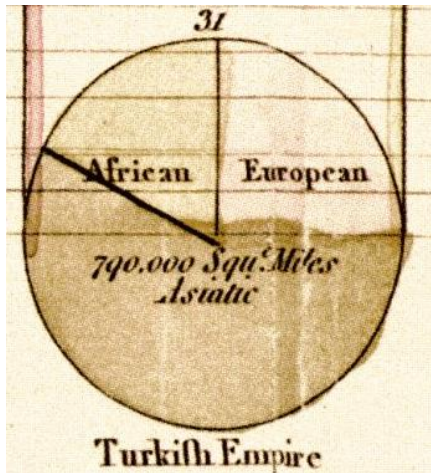 31
African European
790.000 Squ.ᵉ Miles
Asiatic
Turkish Empire